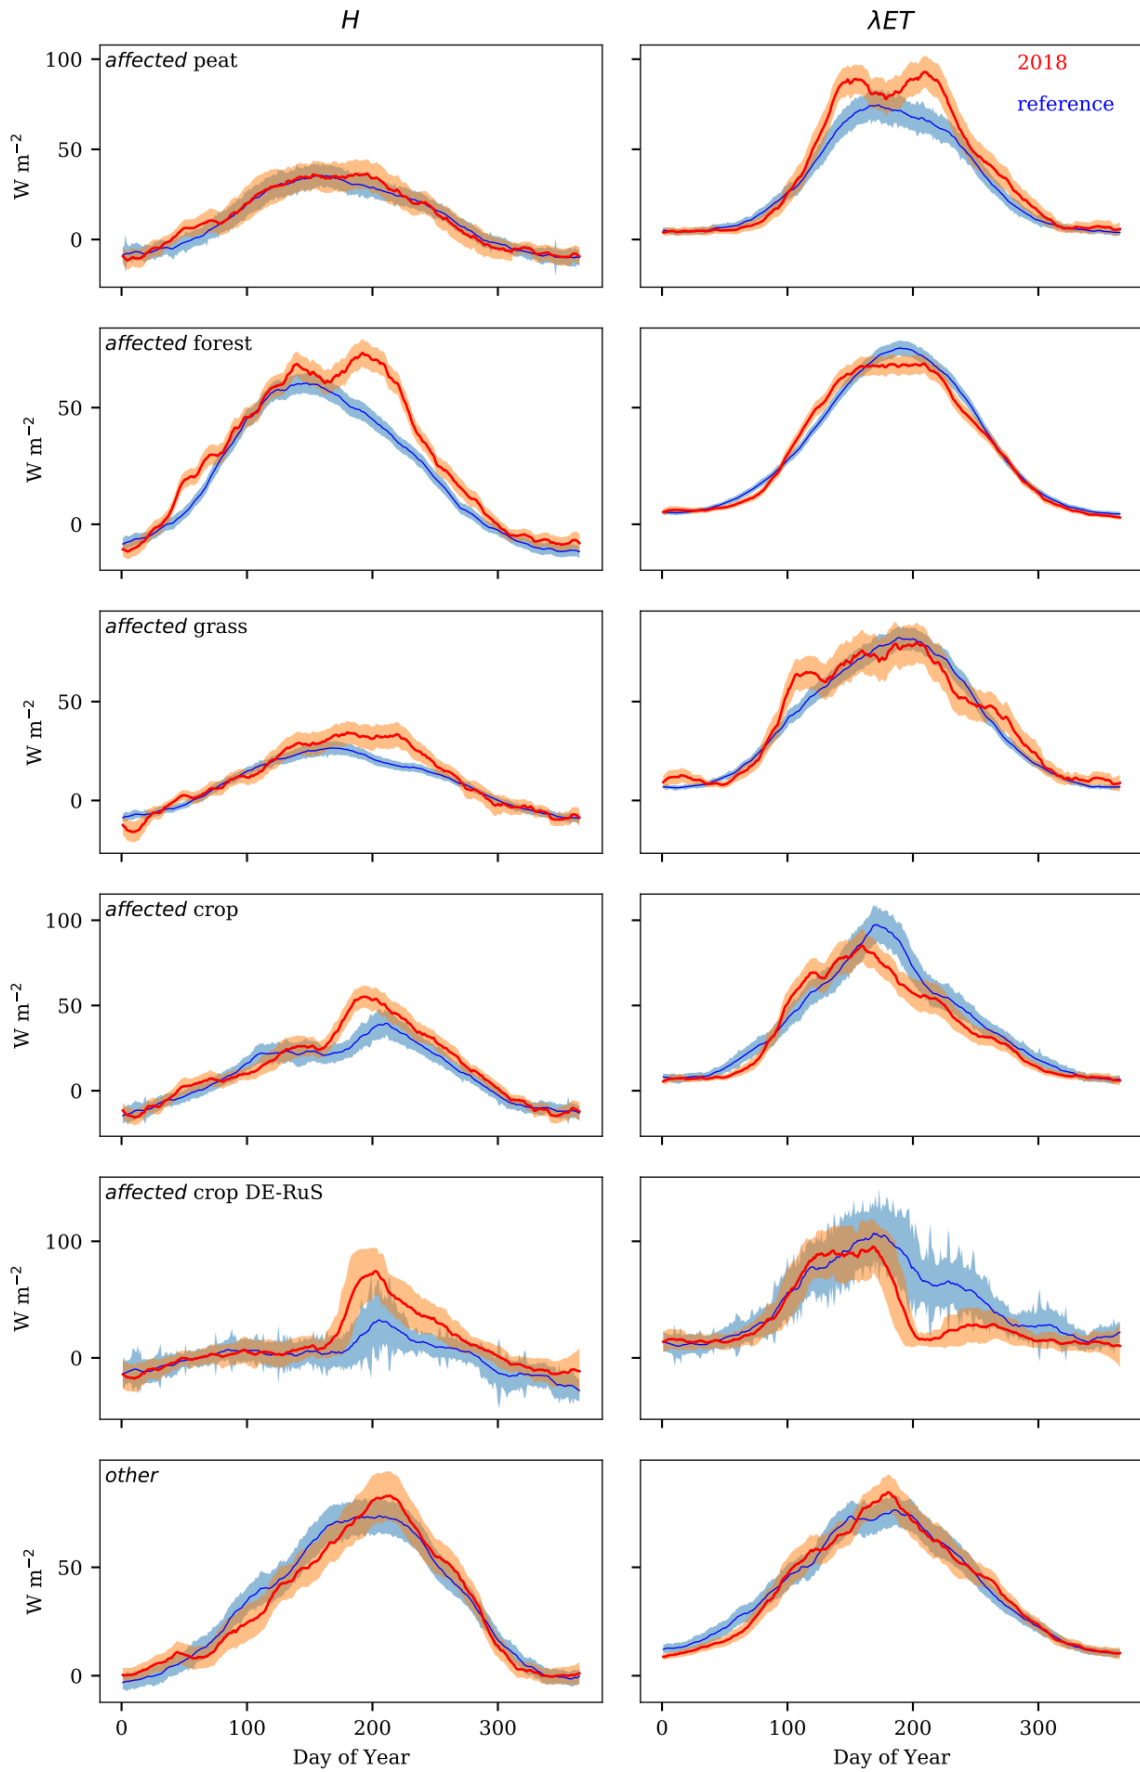 H λET
affected peat
2018
reference
100
50
0
W m⁻²
affected forest
50
0
W m⁻²
affected grass
50
0
W m⁻²
affected crop
100
50
0
W m⁻²
affected crop DE-RuS
100
0
W m⁻²
other
50
0
W m⁻²
0 100 200 300 0 100 200 300
Day of Year Day of Year